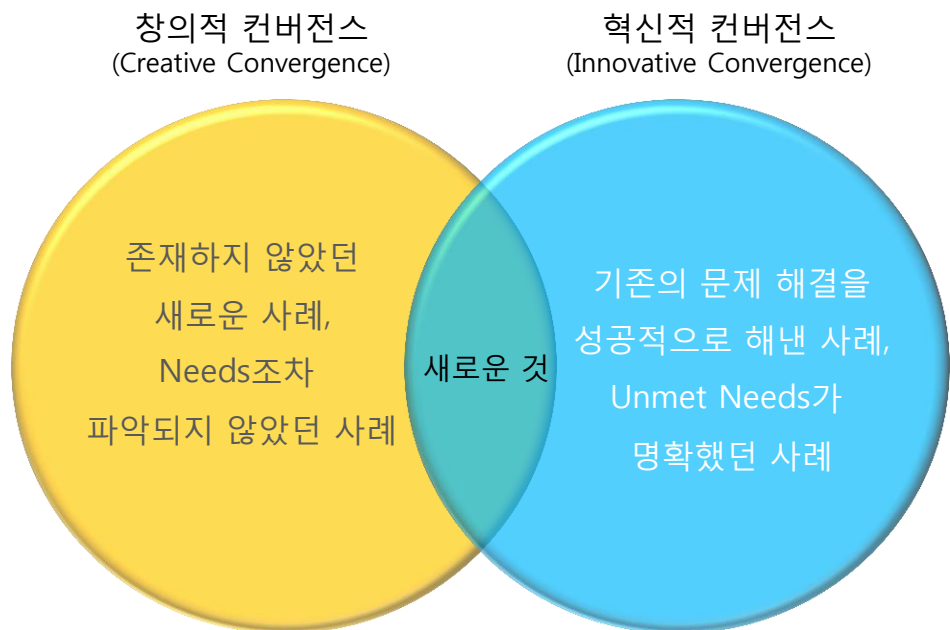 창의적 컨버전스
(Creative Convergence)
혁신적 컨버전스
(Innovative Convergence)
존재하지 않았던
새로운 사례,
Needs조차
파악되지 않았던 사례
새로운 것
기존의 문제 해결을
성공적으로 해낸 사례,
Unmet Needs가
명확했던 사례